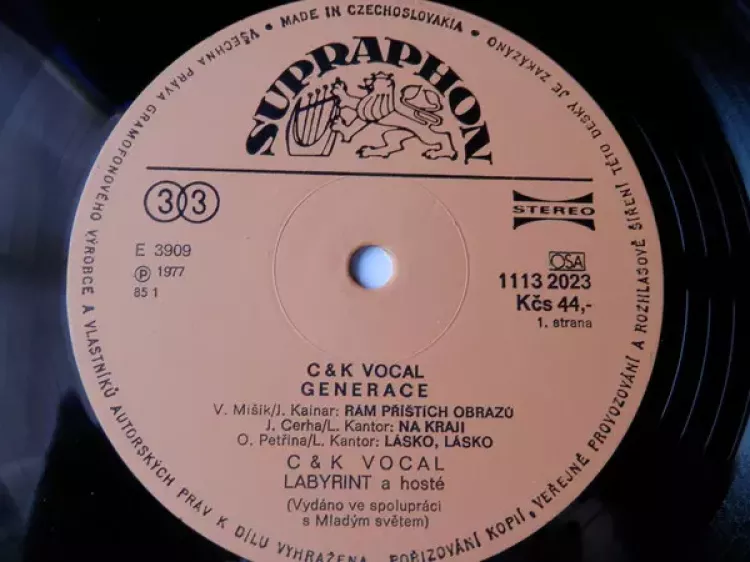 MADE IN CZECHOSLOVAKIA • VŠECHNA PRÁVA GRAMOFONOVÉHO VÝROBCE A VLASTNÍKŮ AUTORSKÝCH PRÁV K DÍLU VYHRAŽENA. POŘIZOVÁNÍ KOPIÍ, VEŘEJNÉ PROVOZOVÁNÍ A ROZHLASOVÉ ŠÍŘENÍ TÉTO DESKY JE ZAKÁZÁNO •
SUPRAPHON
33
STEREO
E 3909
OSA
Ⓟ 1977
1113 2023
85 1
Kčs 44,-
1. strana
C & K VOCAL
GENERACE
V. Mišík/J. Kainar: RÁM PŘÍŠTÍCH OBRAZŮ
J. Cerha/L. Kantor: NA KRAJI
O. Petřina/L. Kantor: LÁSKO, LÁSKO
C & K VOCAL
LABYRINT a hosté
(Vydáno ve spolupráci
s Mladým světem)